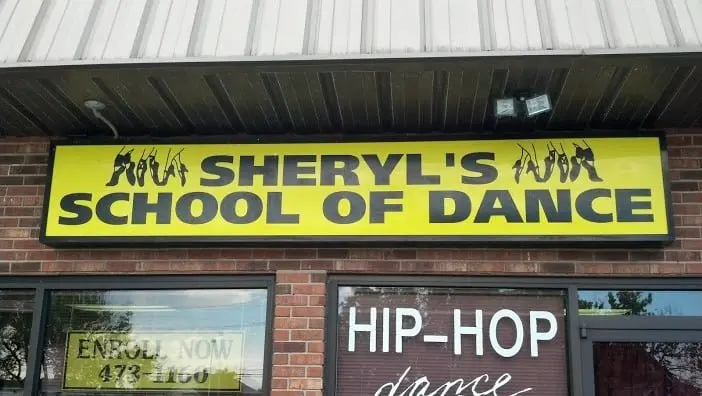 SHERYL'S
SCHOOL OF DANCE
ENROLL NOW
473-1160
HIP-HOP
dance